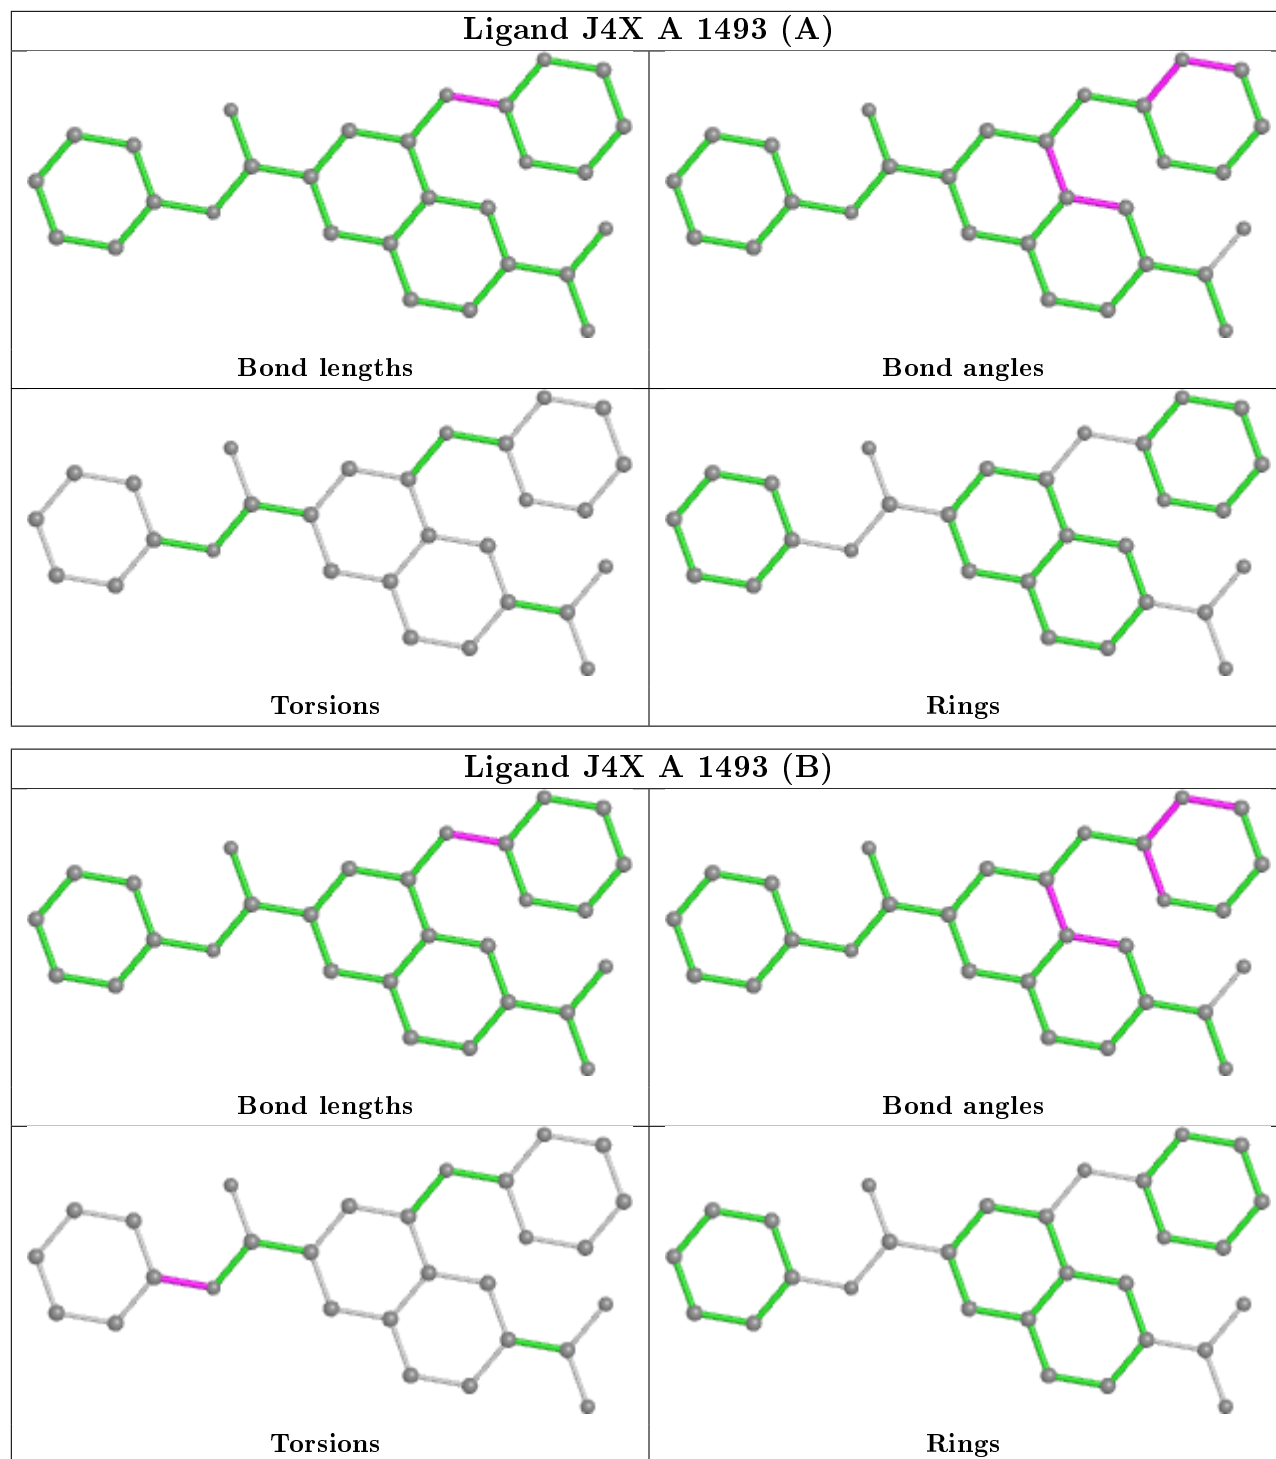 Ligand J4X A 1493 (A)
Bond lengths
Bond angles
Torsions
Rings
Ligand J4X A 1493 (B)
Bond lengths
Bond angles
Torsions
Rings